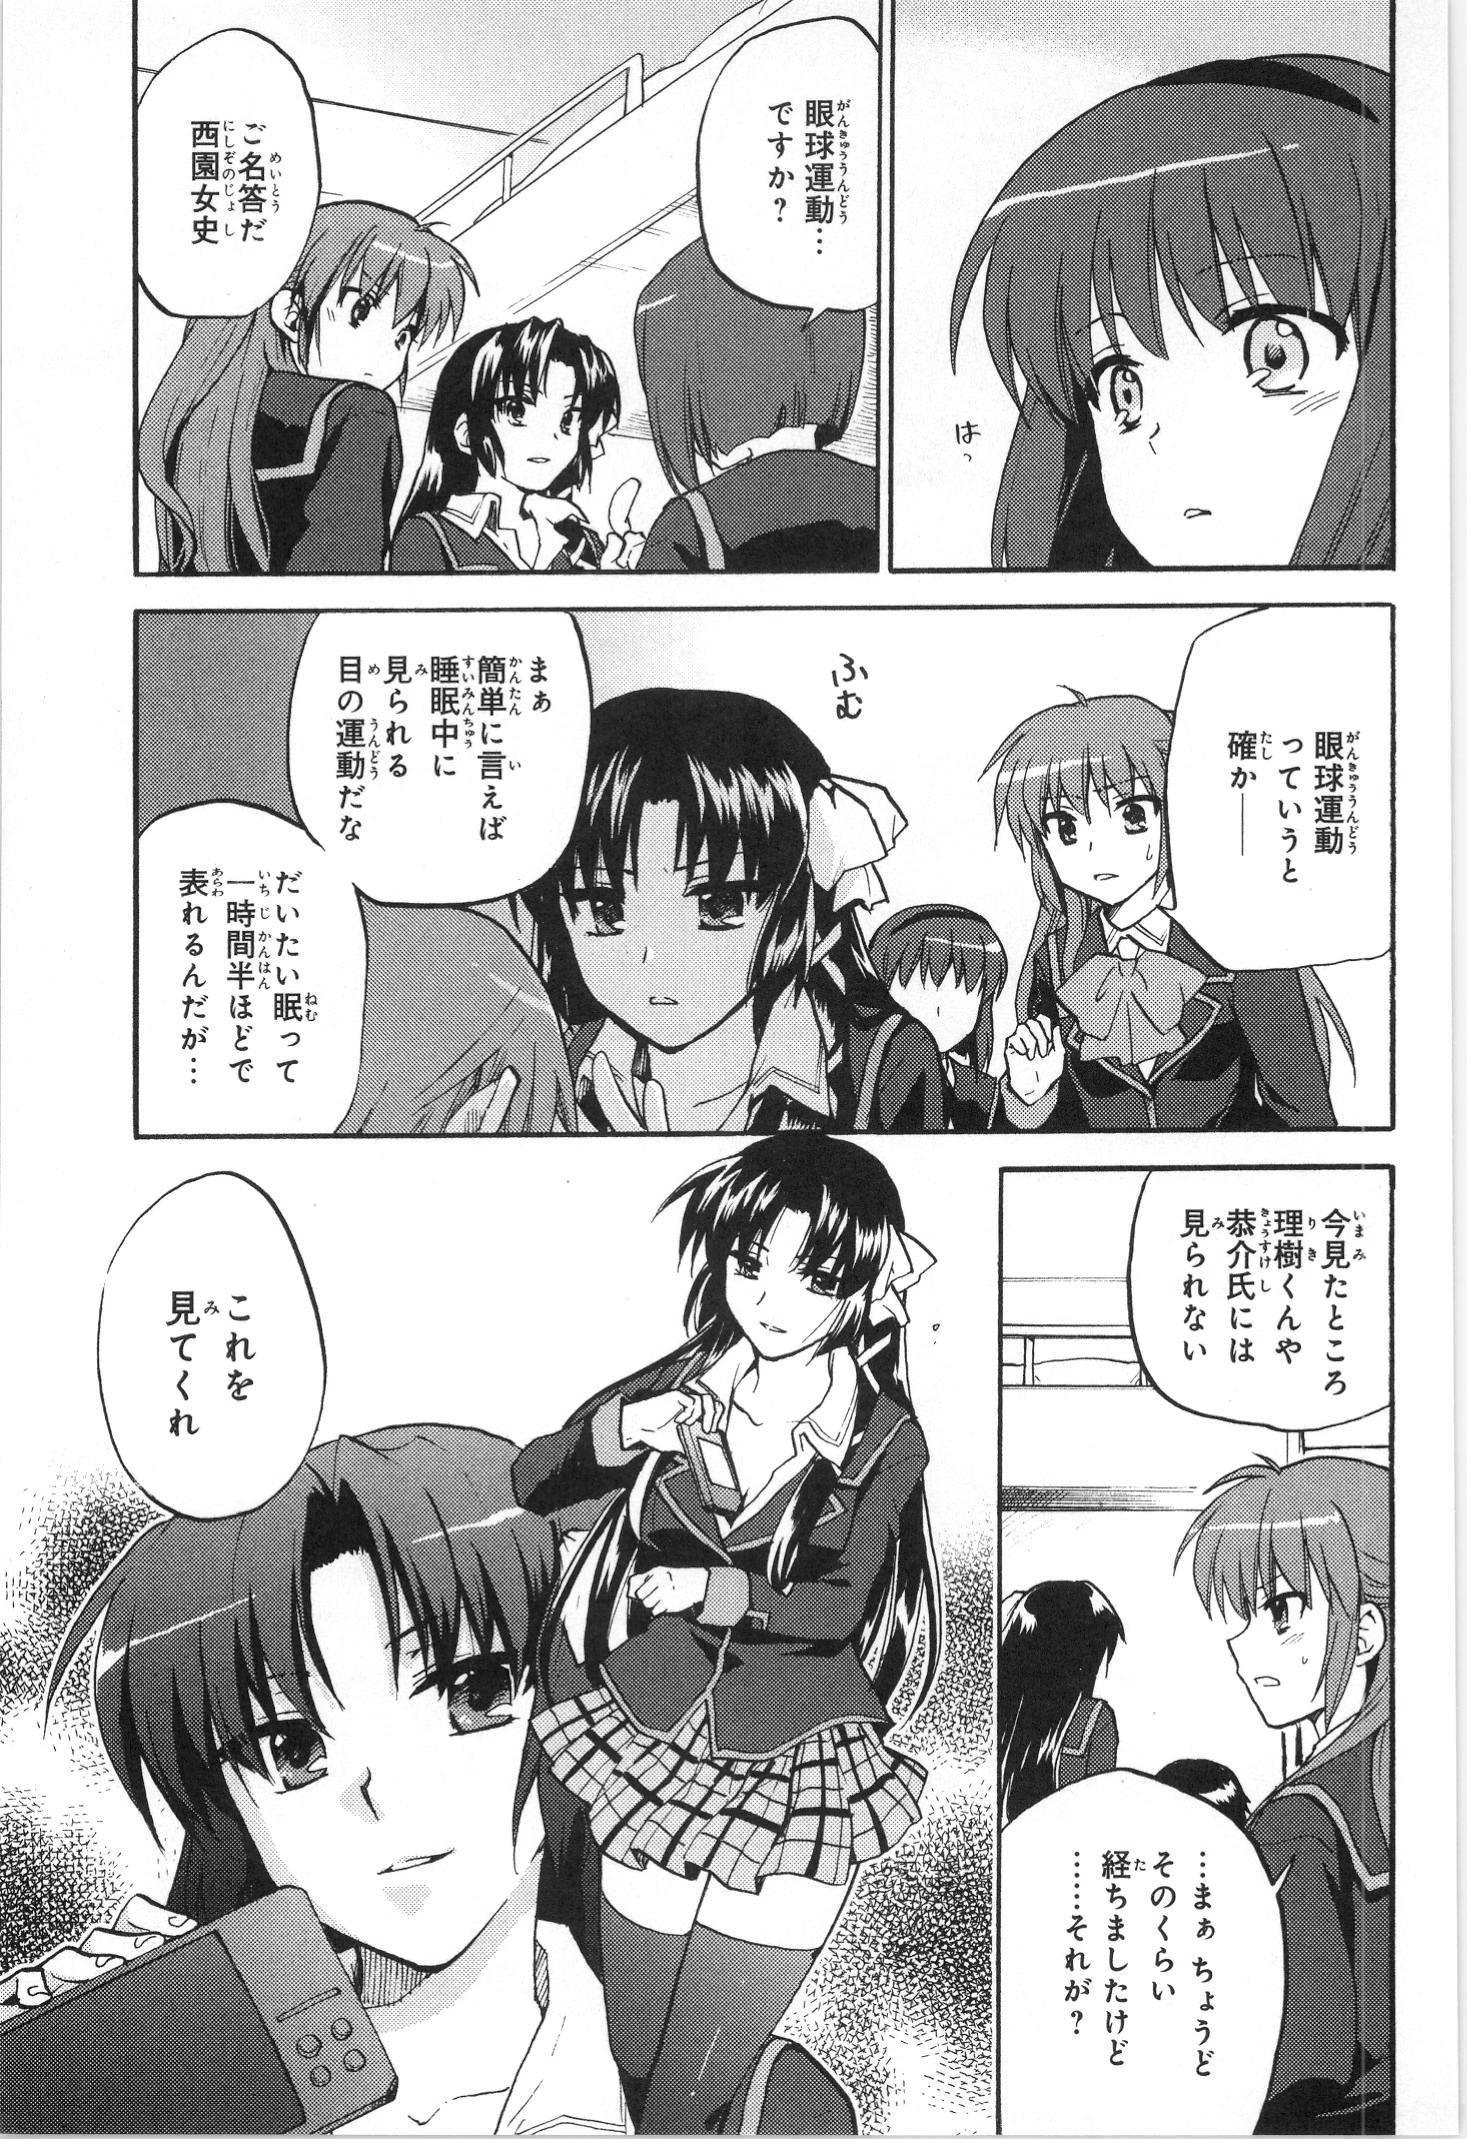 はっ
眼球運動…
ですか?
ご名答だ
西園女史
眼球運動
っていうと
確か――
ふむ
まぁ
簡単に言えば
睡眠中に
見られる
目の運動だな
だいたい眠って
一時間半ほどで
表れるんだが…
今見たところ
理樹くんや
恭介氏には
見られない
…まぁ ちょうど
そのくらい
経ちましたけど
……それが?
これを
見てくれ